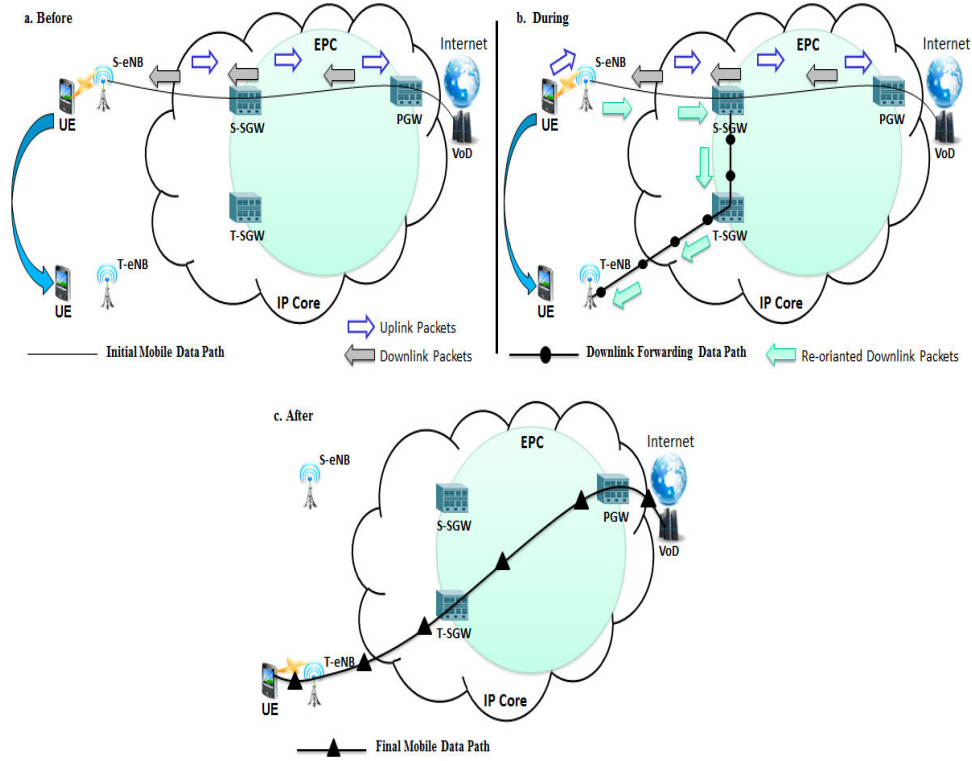 a. Before
EPC
Internet
S-eNB
UE
S-SGW
PGW
VoD
T-SGW
T-eNB
UE
IP Core
Uplink Packets
Initial Mobile Data Path
Downlink Packets
b. During
EPC
Internet
S-eNB
UE
S-SGW
PGW
VoD
T-SGW
T-eNB
UE
IP Core
Downlink Forwarding Data Path
Re-orianted Downlink Packets
c. After
EPC
Internet
S-eNB
S-SGW
PGW
VoD
T-SGW
T-eNB
UE
IP Core
Final Mobile Data Path